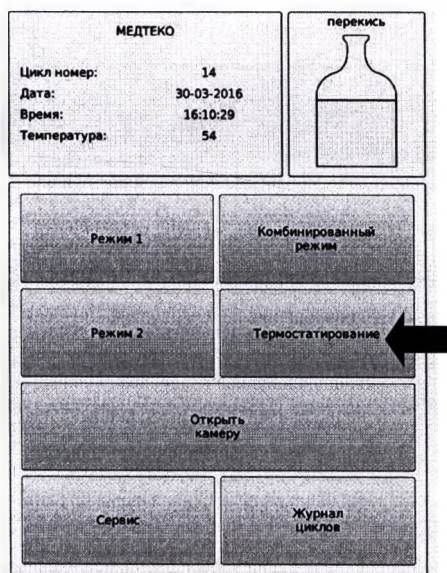 МЕДТЕКО
Цикл номер: 14
Дата: 30-03-2016
Время: 16:10:29
Температура: 54
перекись
Режим 1
Комбинированный
режим
Режим 2
Термостатирование
Открыть
камеру
Сервис
Журнал
циклов